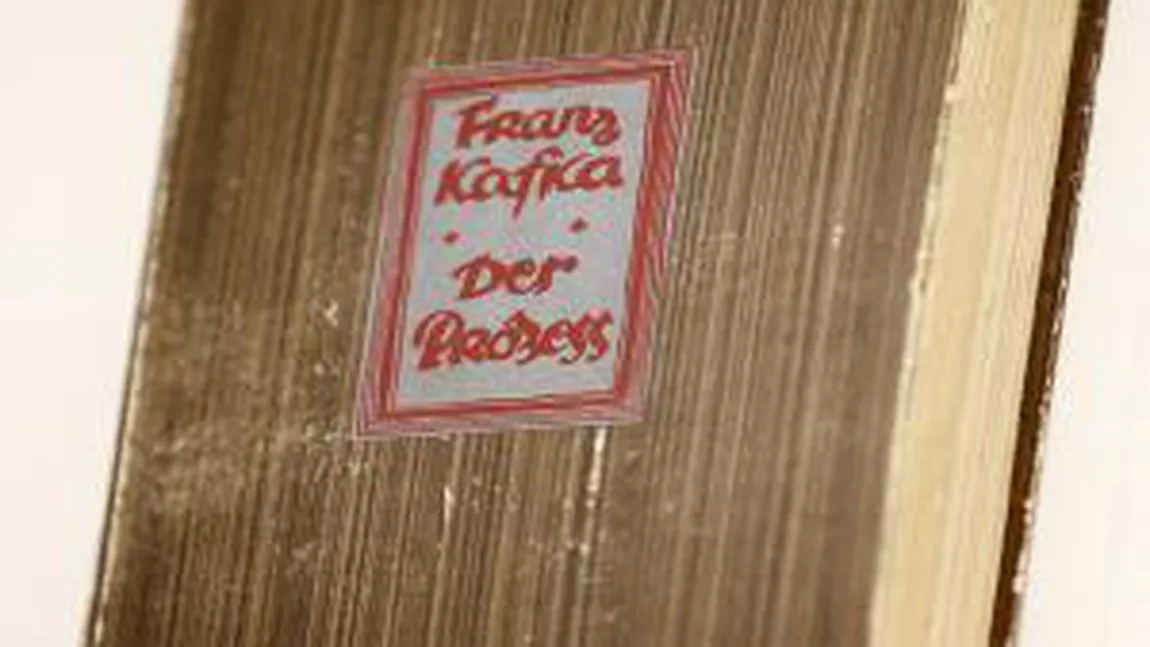 Franz
Kafka
Der
Prozess